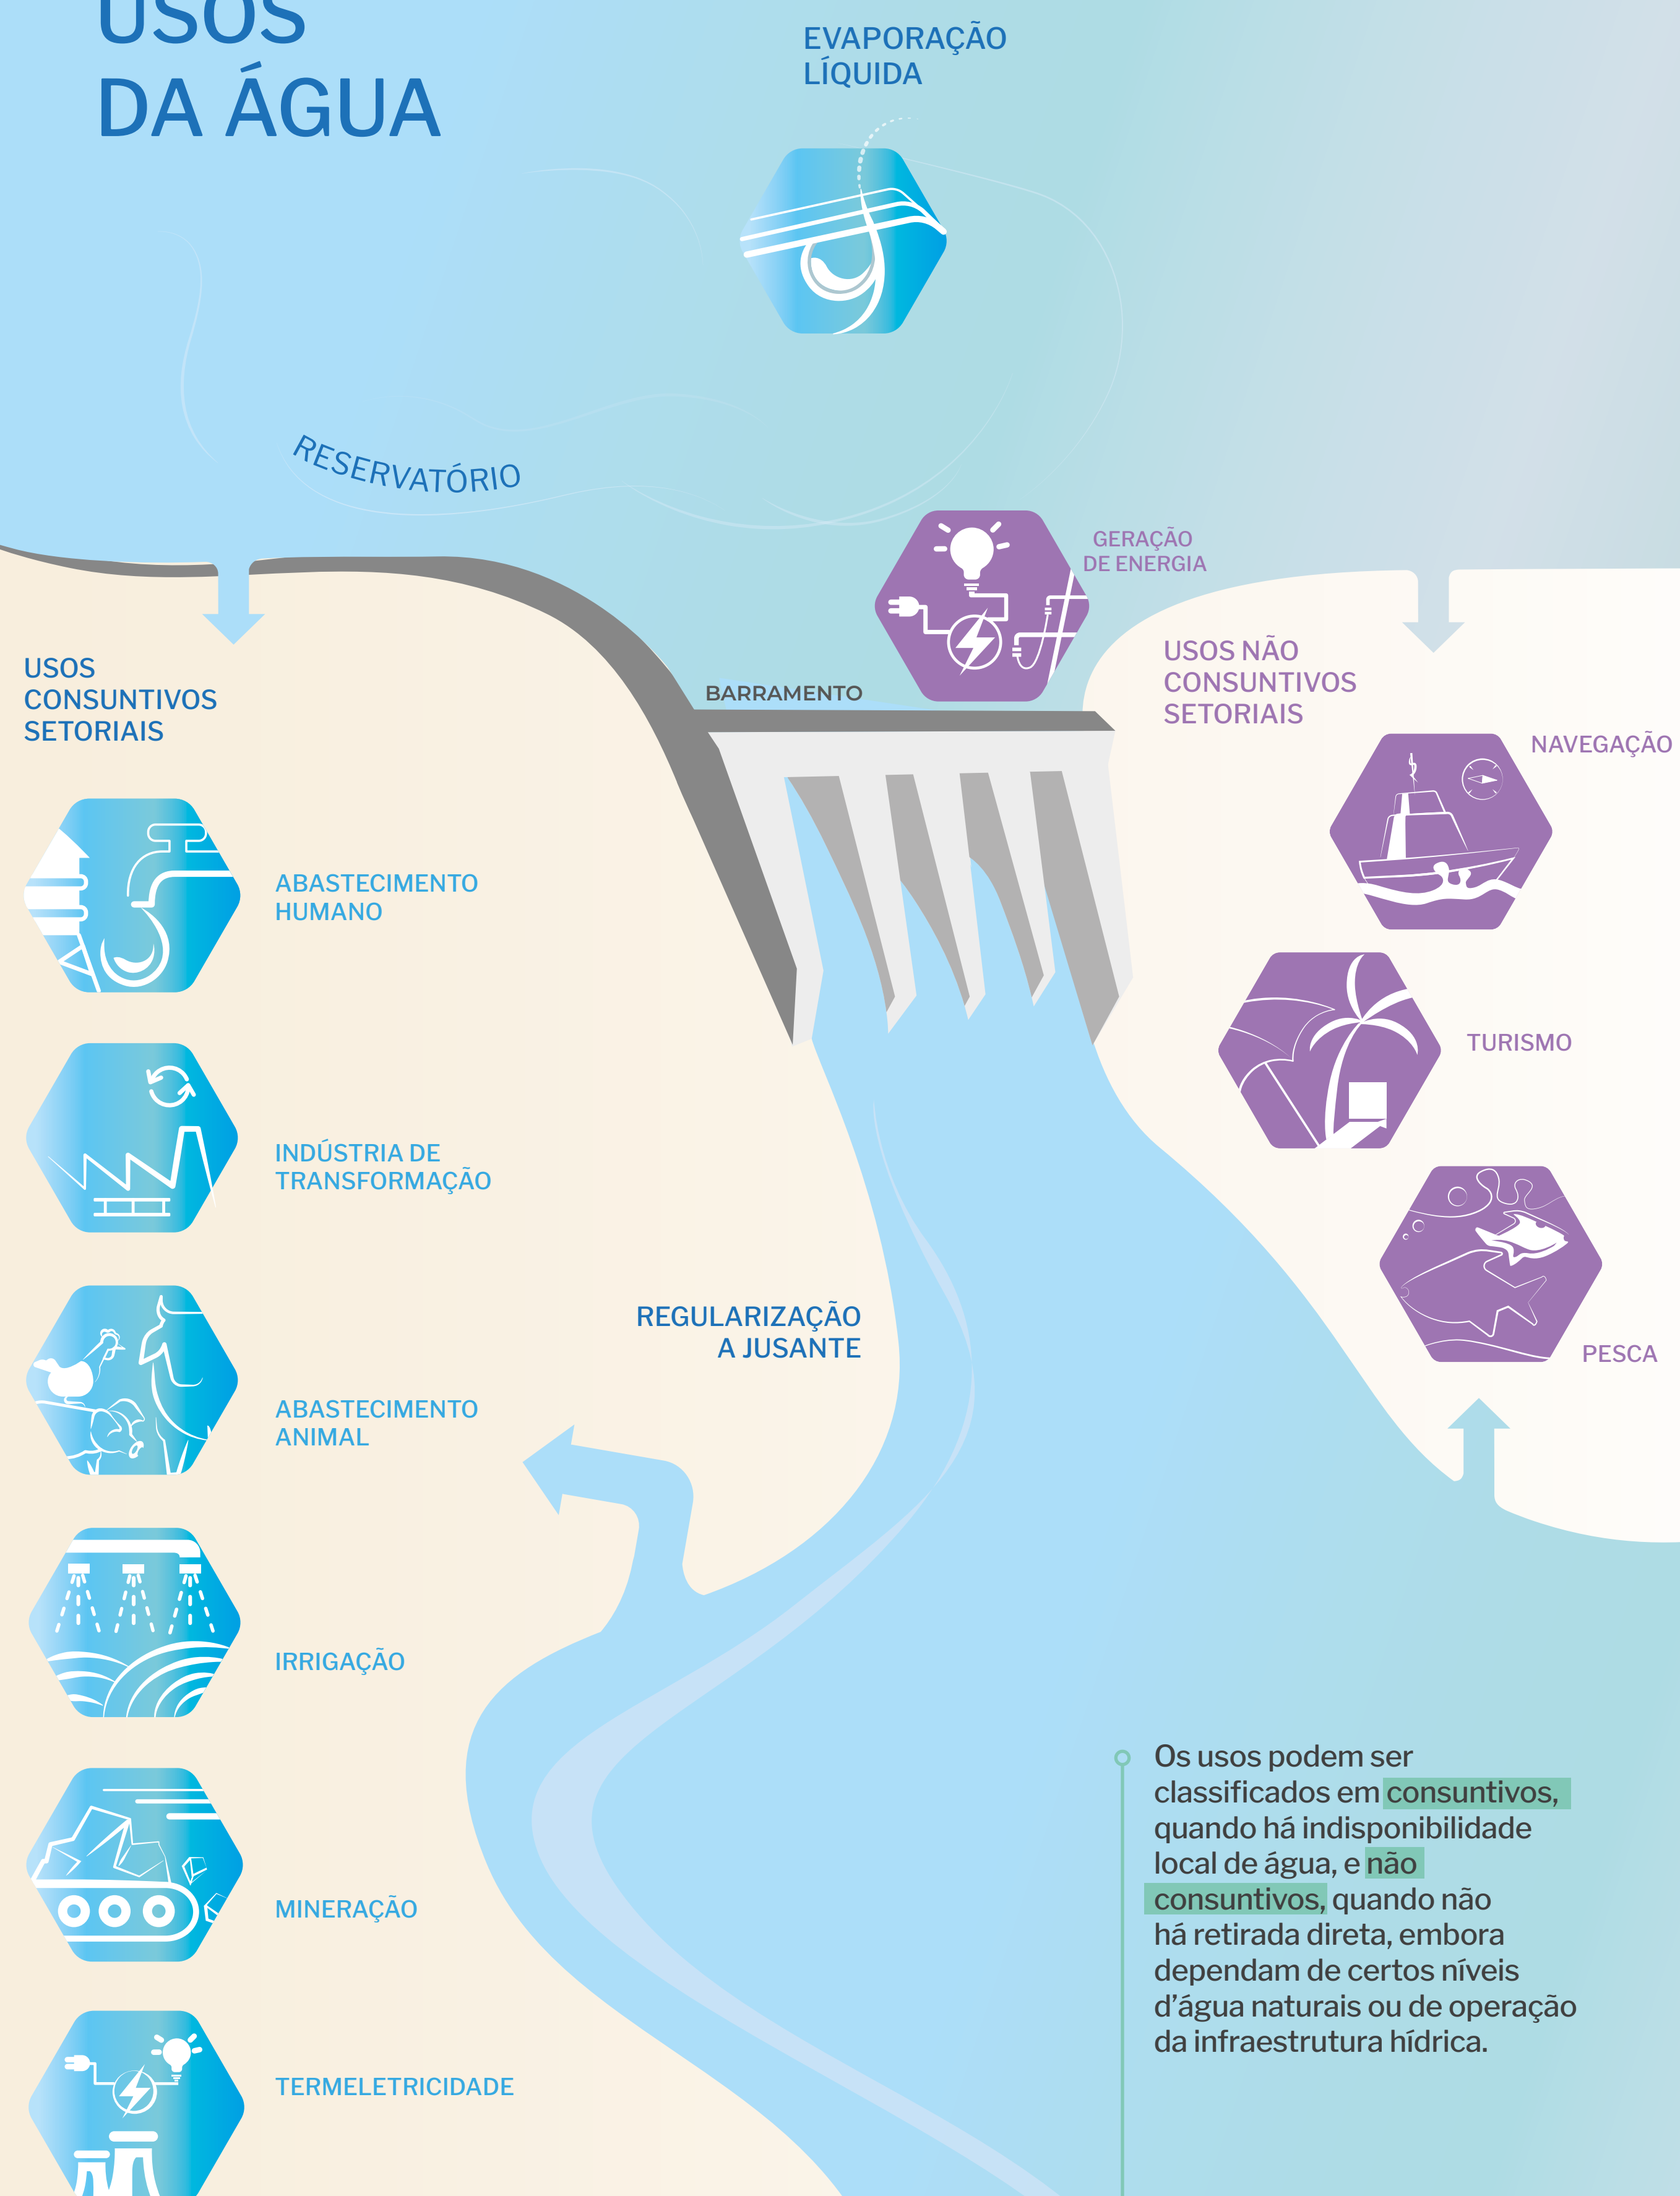 USOS
DA ÁGUA
EVAPORAÇÃO
LÍQUIDA
RESERVATÓRIO
GERAÇÃO
DE ENERGIA
BARRAMENTO
USOS
CONSUNTIVOS
SETORIAIS
USOS NÃO
CONSUNTIVOS
SETORIAIS
NAVEGAÇÃO
ABASTECIMENTO
HUMANO
TURISMO
INDÚSTRIA DE
TRANSFORMAÇÃO
REGULARIZAÇÃO
A JUSANTE
PESCA
ABASTECIMENTO
ANIMAL
IRRIGAÇÃO
MINERAÇÃO
TERMELETRICIDADE
Os usos podem ser
classificados em consuntivos,
quando há indisponibilidade
local de água, e não
consuntivos, quando não
há retirada direta, embora
dependam de certos níveis
d’água naturais ou de operação
da infraestrutura hídrica.